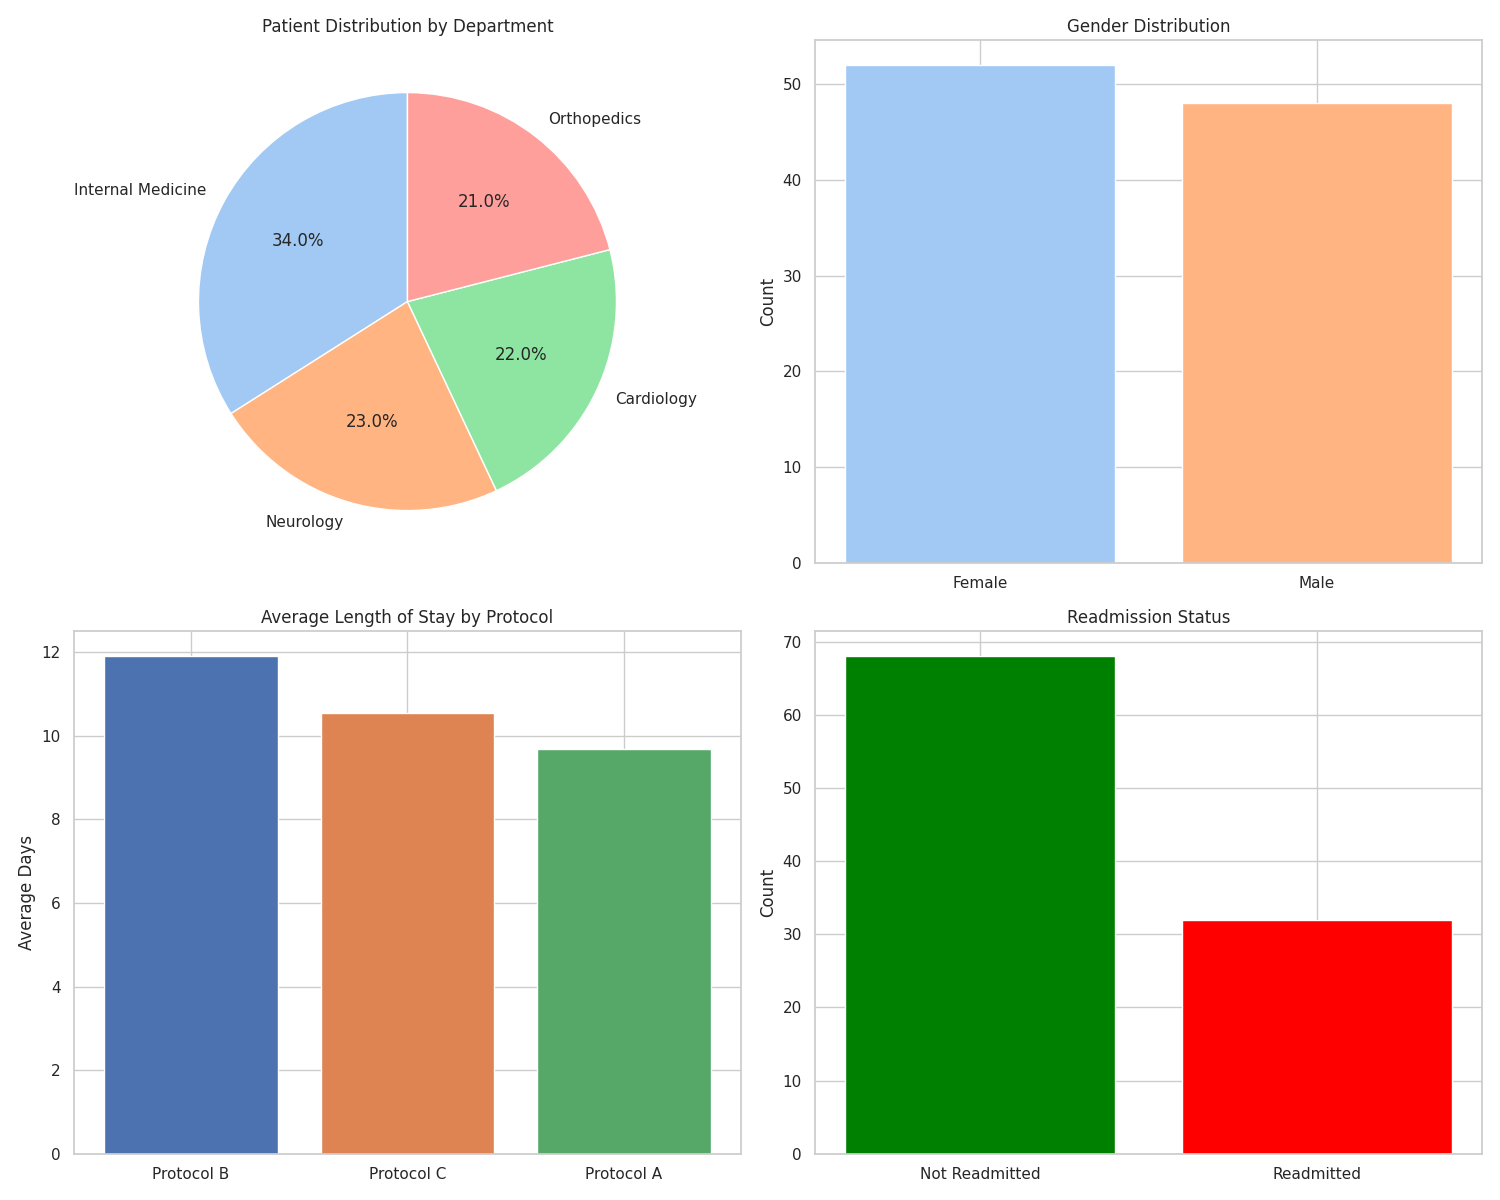 Patient Distribution by Department
Orthopedics
Internal Medicine
21.0%
34.0%
22.0%
Cardiology
23.0%
Neurology
Gender Distribution
Count
50
40
30
20
10
0
Female
Male
Average Length of Stay by Protocol
Average Days
12
10
8
6
4
2
0
Protocol B
Protocol C
Protocol A
Readmission Status
Count
70
60
50
40
30
20
10
0
Not Readmitted
Readmitted